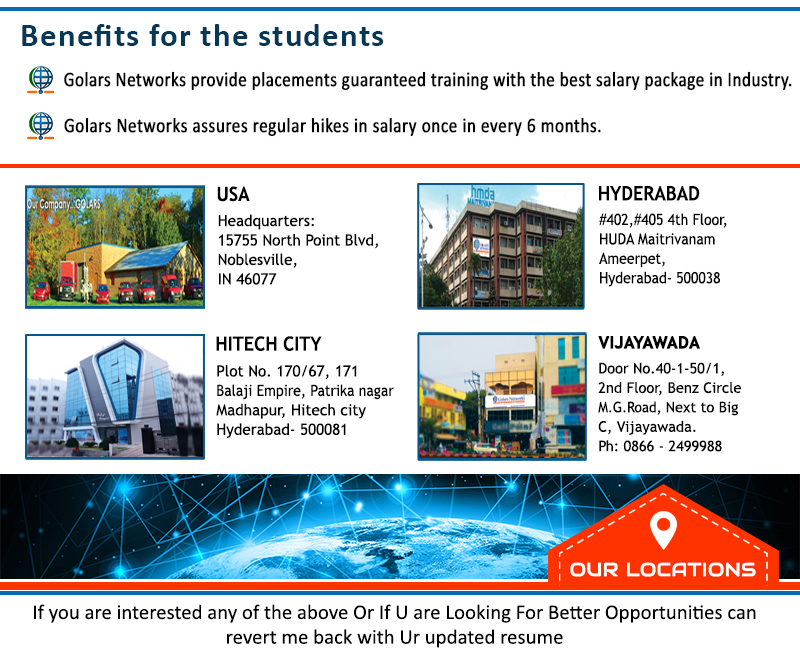 Benefits for the students
Golars Networks provide placements guaranteed training with the best salary package in Industry.
Golars Networks assures regular hikes in salary once in every 6 months.
Our Company : GOLARS
USA
Headquarters:
15755 North Point Blvd,
Noblesville,
IN 46077
hmda
MAITRIVAN
HYDERABAD
#402,#405 4th Floor,
HUDA Maitrivanam
Ameerpet,
Hyderabad- 500038
HITECH CITY
Plot No. 170/67, 171
Balaji Empire, Patrika nagar
Madhapur, Hitech city
Hyderabad- 500081
Golars Networks
VIJAYAWADA
Door No.40-1-50/1,
2nd Floor, Benz Circle
M.G.Road, Next to Big
C, Vijayawada.
Ph: 0866 - 2499988
OUR LOCATIONS
If you are interested any of the above Or If U are Looking For Better Opportunities can
revert me back with Ur updated resume